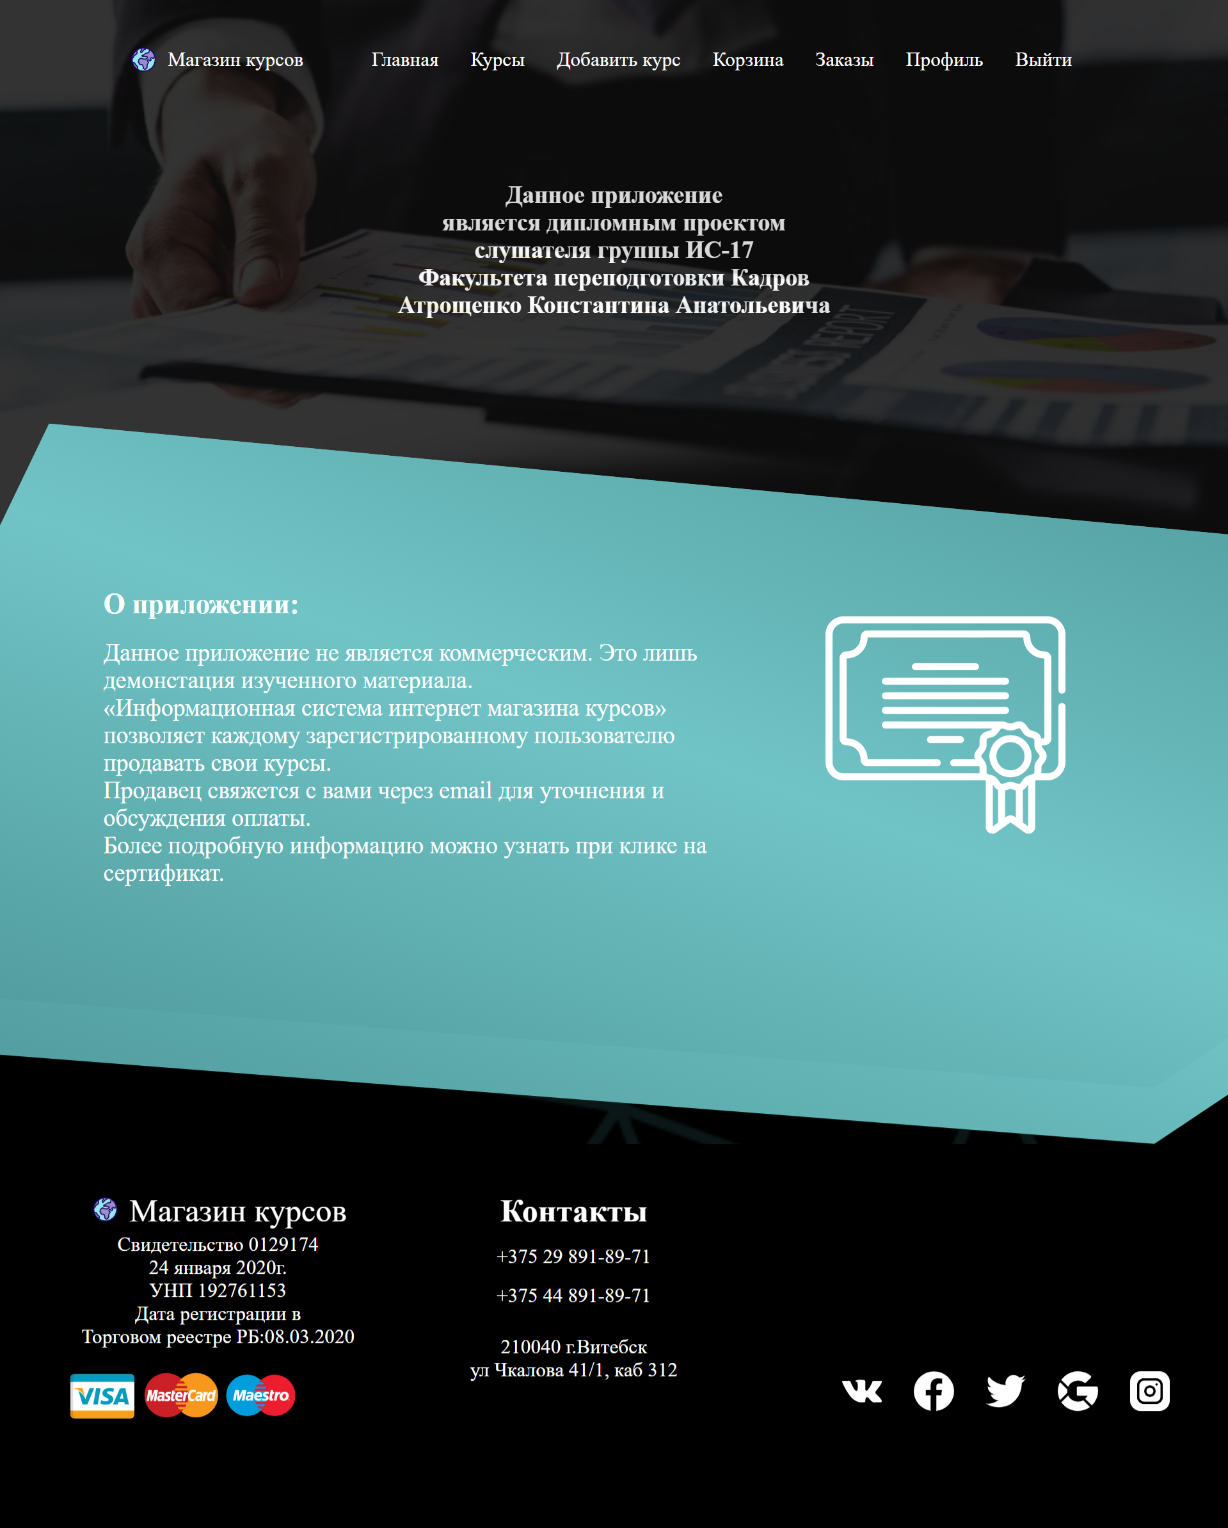 Магазин курсов
Главная
Курсы
Добавить курс
Корзина
Заказы
Профиль
Выйти
Данное приложение
является дипломным проектом
слушателя группы ИС-17
Факультета переподготовки Кадров
Атрощенко Константина Анатольевича
BUSINESS REPORT
О приложении:
Данное приложение не является коммерческим. Это лишь
демонстация изученного материала.
«Информационная система интернет магазина курсов»
позволяет каждому зарегистрированному пользователю
продавать свои курсы.
Продавец свяжется с вами через email для уточнения и
обсуждения оплаты.
Более подробную информацию можно узнать при клике на
сертификат.
Магазин курсов
Свидетельство 0129174
24 января 2020г.
УНП 192761153
Дата регистрации в
Торговом реестре РБ:08.03.2020
VISA
MasterCard
Maestro
Контакты
+375 29 891-89-71
+375 44 891-89-71
210040 г.Витебск
ул Чкалова 41/1, каб 312